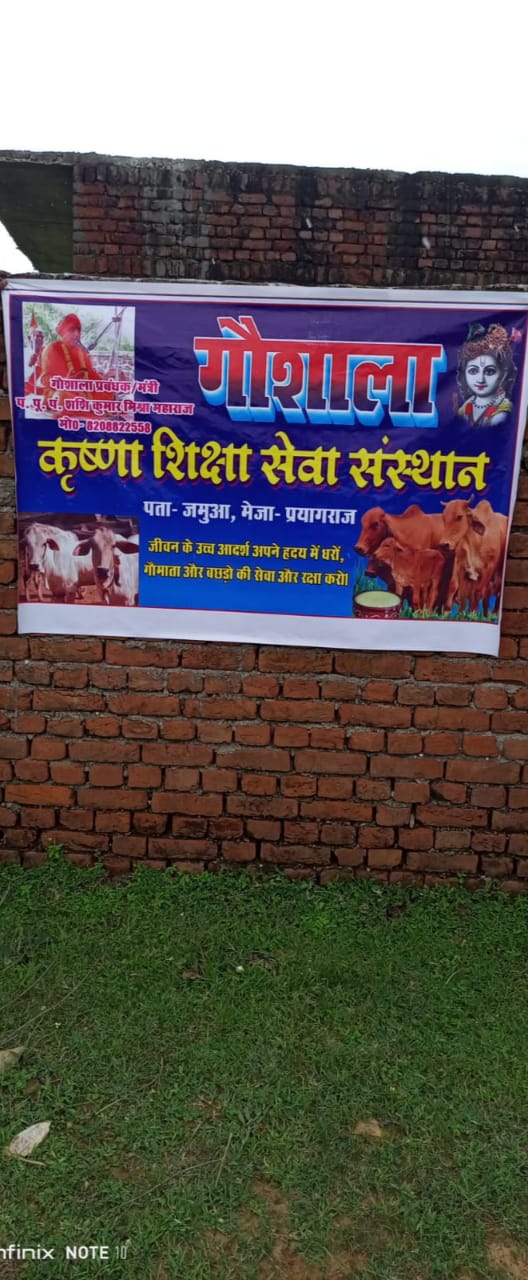 गौशाला
गौशाला प्रबंधक/मंत्री
प. पू. पं. शशि कुमार मिश्रा महाराज
मो०- 8208822558
कृष्णा शिक्षा सेवा संस्थान
पता- जमुआ, मेजा- प्रयागराज
जीवन के उच्च आदर्श अपने हृदय में धरों,
गौमाता और बछड़ो की सेवा और रक्षा करो।
nfinix NOTE 10